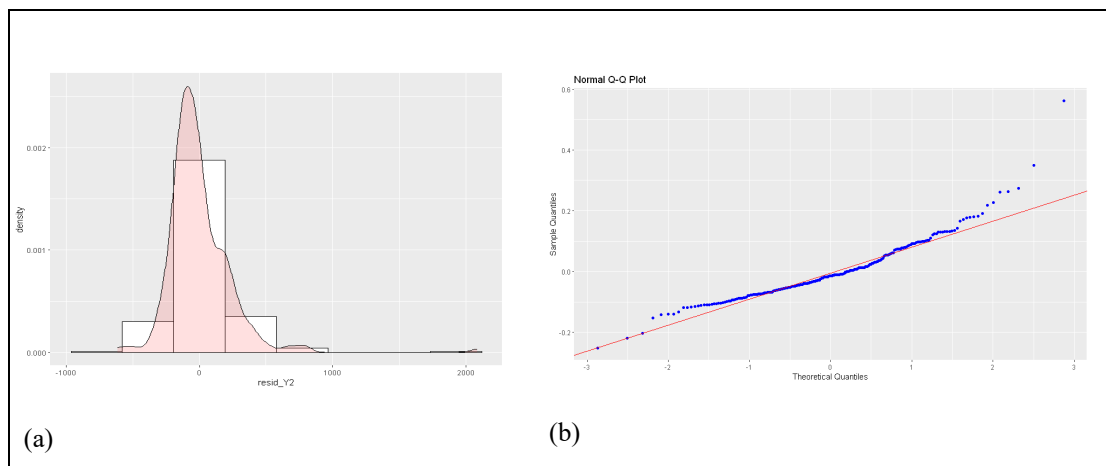 Normal Q-Q Plot
density
0.002
0.001
0.000
-1000
0
1000
2000
resid_Y2
Sample Quantiles
0.6
0.4
0.2
0.0
-0.2
-3
-2
-1
0
1
2
3
Theoretical Quantiles
(a)
(b)